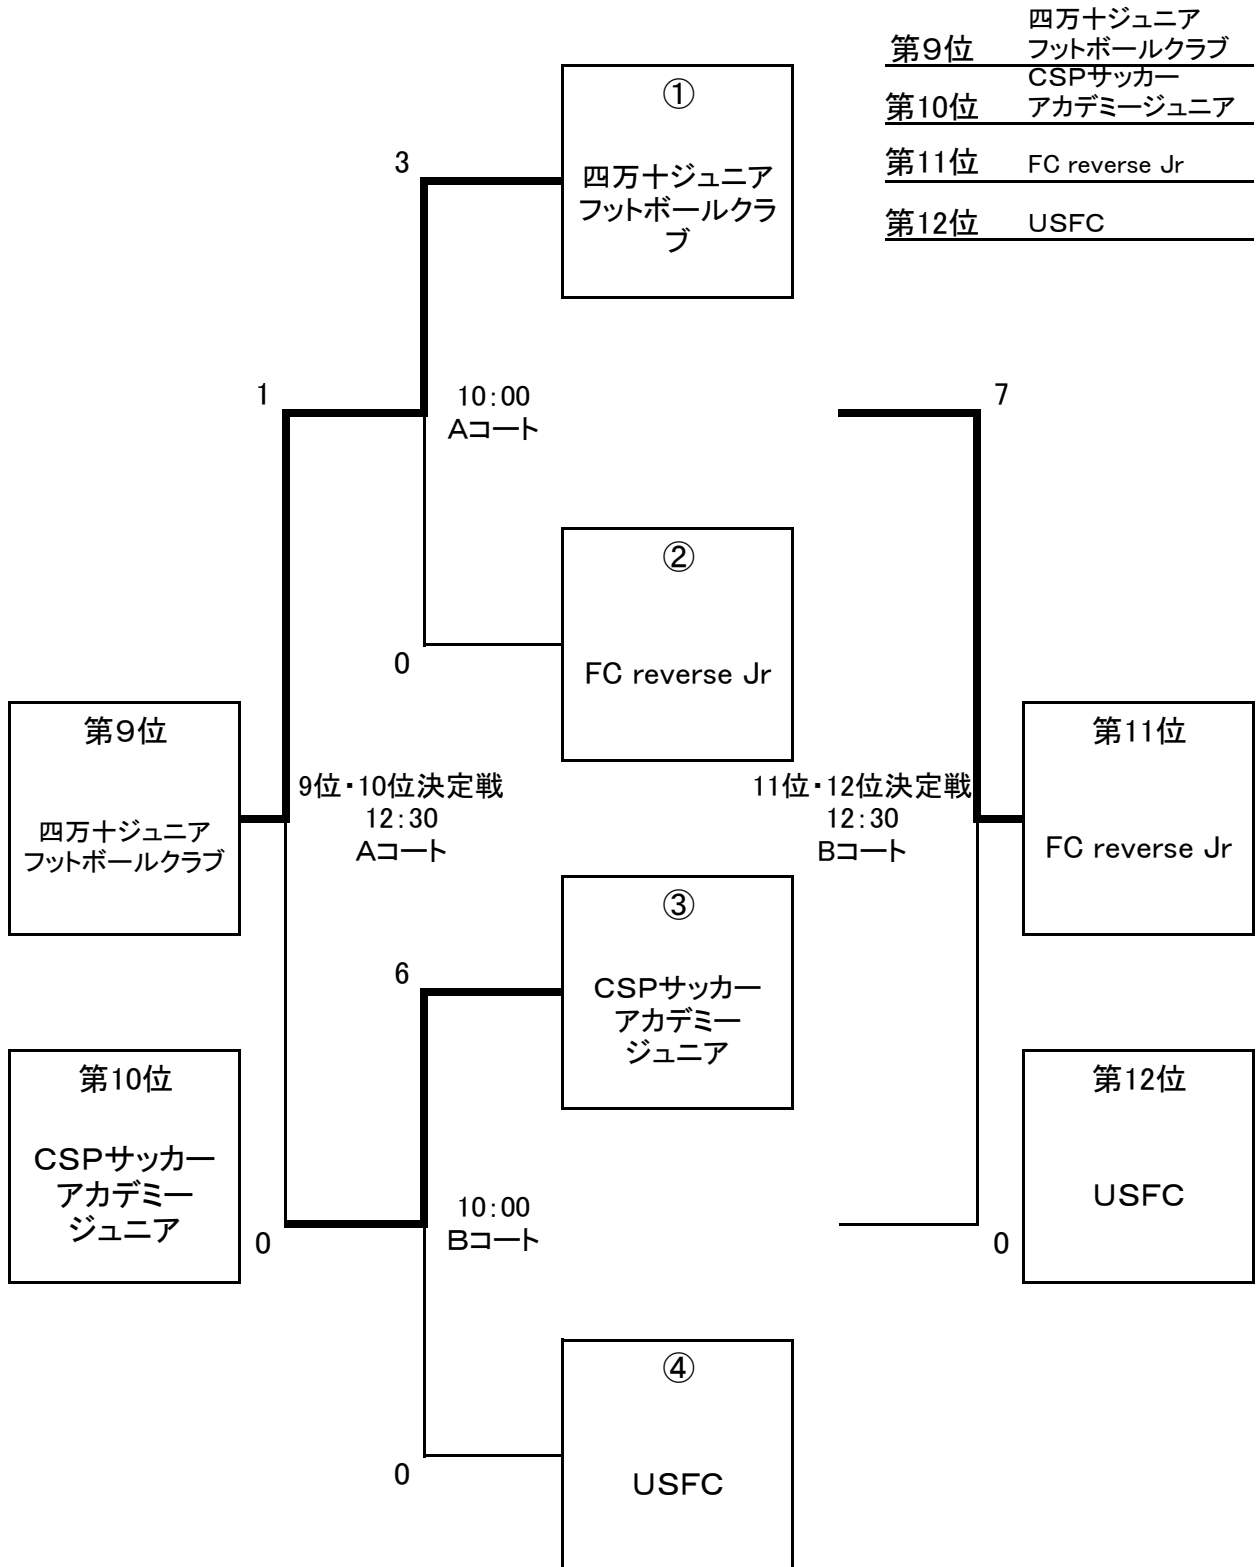 四万十ジュニア
第9位 フットボールクラブ
CSPサッカー
第10位 アカデミージュニア
第11位 FC reverse Jr
第12位 USFC
①
四万十ジュニア
フットボールクラ
ブ
3
1
10:00
Aコート
7
②
FC reverse Jr
0
第9位
四万十ジュニア
フットボールクラブ
9位・10位決定戦
12:30
Aコート
11位・12位決定戦
12:30
Bコート
第11位
FC reverse Jr
③
CSPサッカー
アカデミー
ジュニア
6
第10位
CSPサッカー
アカデミー
ジュニア
0
10:00
Bコート
第12位
USFC
0
④
USFC
0